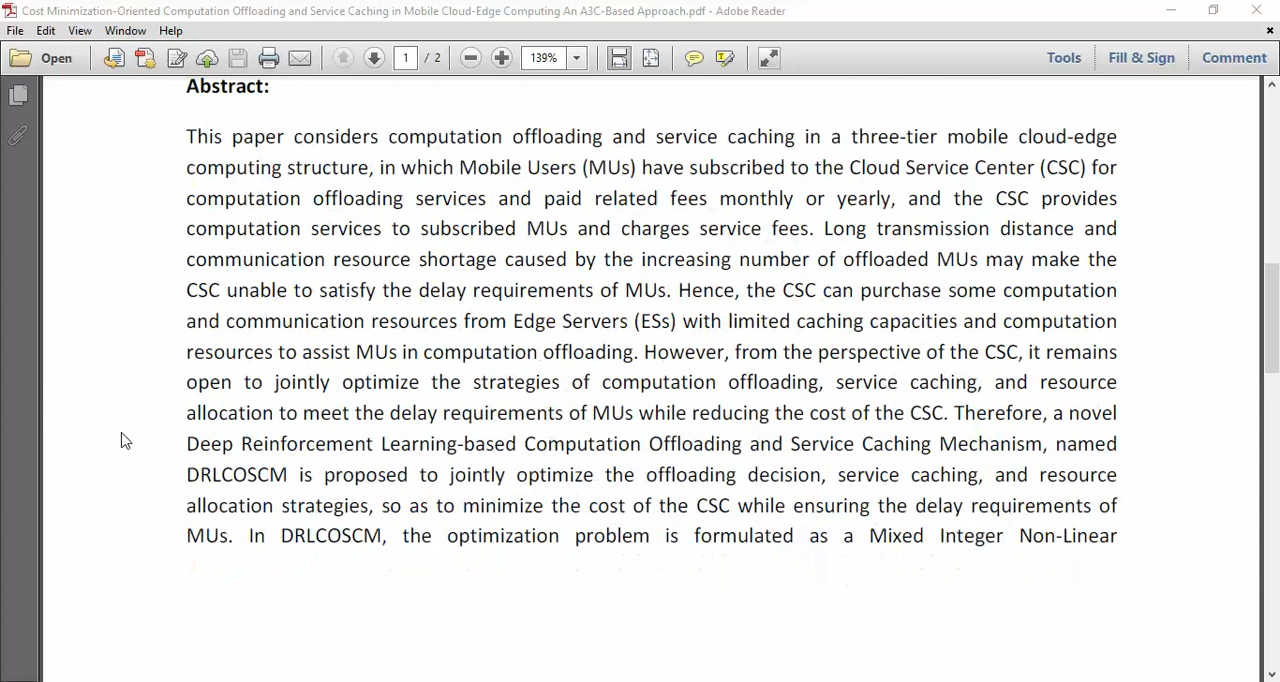 Cost Minimization-Oriented Computation Offloading and Service Caching in Mobile Cloud-Edge Computing An A3C-Based Approach.pdf - Adobe Reader
File Edit View Window Help
Open 1 / 2 139% Tools Fill & Sign Comment
Abstract:
This paper considers computation offloading and service caching in a three-tier mobile cloud-edge
computing structure, in which Mobile Users (MUs) have subscribed to the Cloud Service Center (CSC) for
computation offloading services and paid related fees monthly or yearly, and the CSC provides
computation services to subscribed MUs and charges service fees. Long transmission distance and
communication resource shortage caused by the increasing number of offloaded MUs may make the
CSC unable to satisfy the delay requirements of MUs. Hence, the CSC can purchase some computation
and communication resources from Edge Servers (ESs) with limited caching capacities and computation
resources to assist MUs in computation offloading. However, from the perspective of the CSC, it remains
open to jointly optimize the strategies of computation offloading, service caching, and resource
allocation to meet the delay requirements of MUs while reducing the cost of the CSC. Therefore, a novel
Deep Reinforcement Learning-based Computation Offloading and Service Caching Mechanism, named
DRLCOSCM is proposed to jointly optimize the offloading decision, service caching, and resource
allocation strategies, so as to minimize the cost of the CSC while ensuring the delay requirements of
MUs. In DRLCOSCM, the optimization problem is formulated as a Mixed Integer Non-Linear